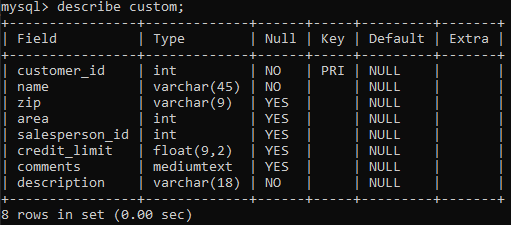 mysql> describe custom;
+----------------+--------------+------+-----+---------+-------+
| Field          | Type         | Null | Key | Default | Extra |
+----------------+--------------+------+-----+---------+-------+
| customer_id    | int          | NO   | PRI | NULL    |       |
| name           | varchar(45)  | NO   |     | NULL    |       |
| zip            | varchar(9)   | YES  |     | NULL    |       |
| area           | int          | YES  |     | NULL    |       |
| salesperson_id | int          | YES  |     | NULL    |       |
| credit_limit   | float(9,2)   | YES  |     | NULL    |       |
| comments       | mediumtext   | YES  |     | NULL    |       |
| description    | varchar(18)  | NO   |     | NULL    |       |
+----------------+--------------+------+-----+---------+-------+
8 rows in set (0.00 sec)